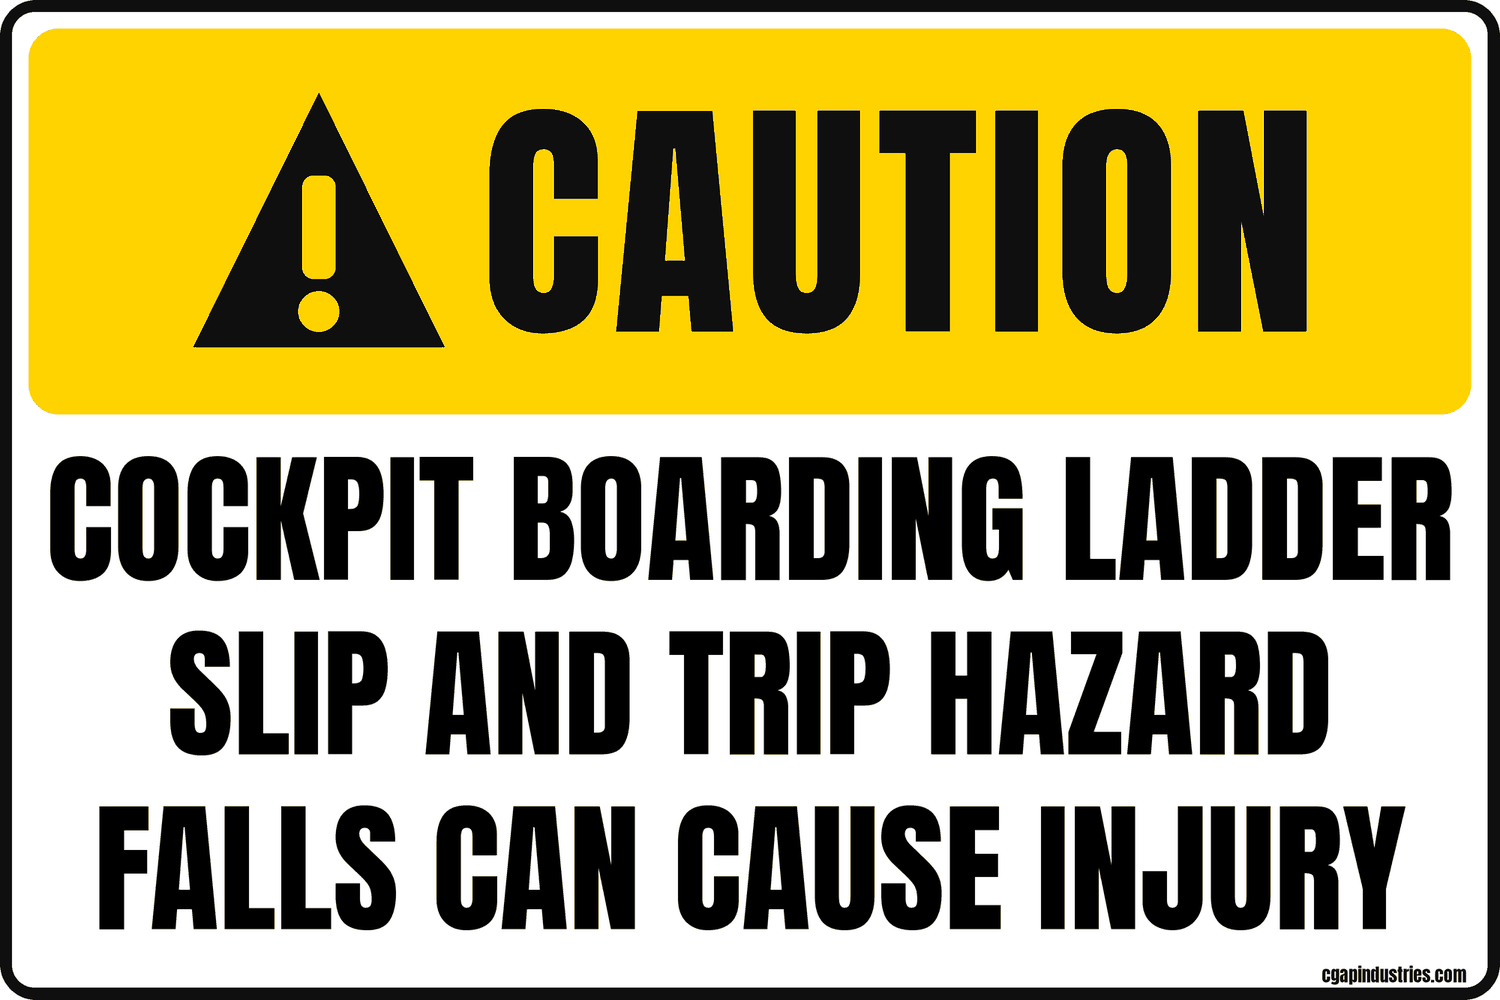 CAUTION
COCKPIT BOARDING LADDER
SLIP AND TRIP HAZARD
FALLS CAN CAUSE INJURY
cgapindustries.com